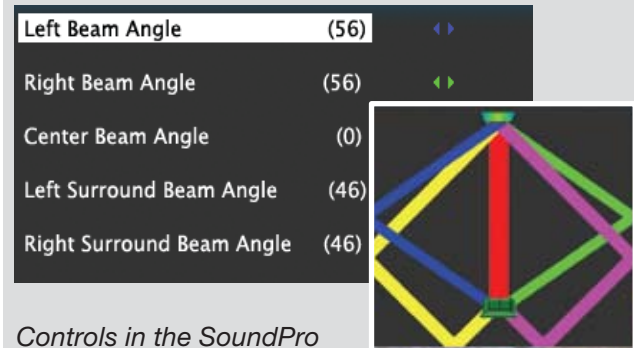 Left Beam Angle (56)
Right Beam Angle (56)
Center Beam Angle (0)
Left Surround Beam Angle (46)
Right Surround Beam Angle (46)
Controls in the SoundPro